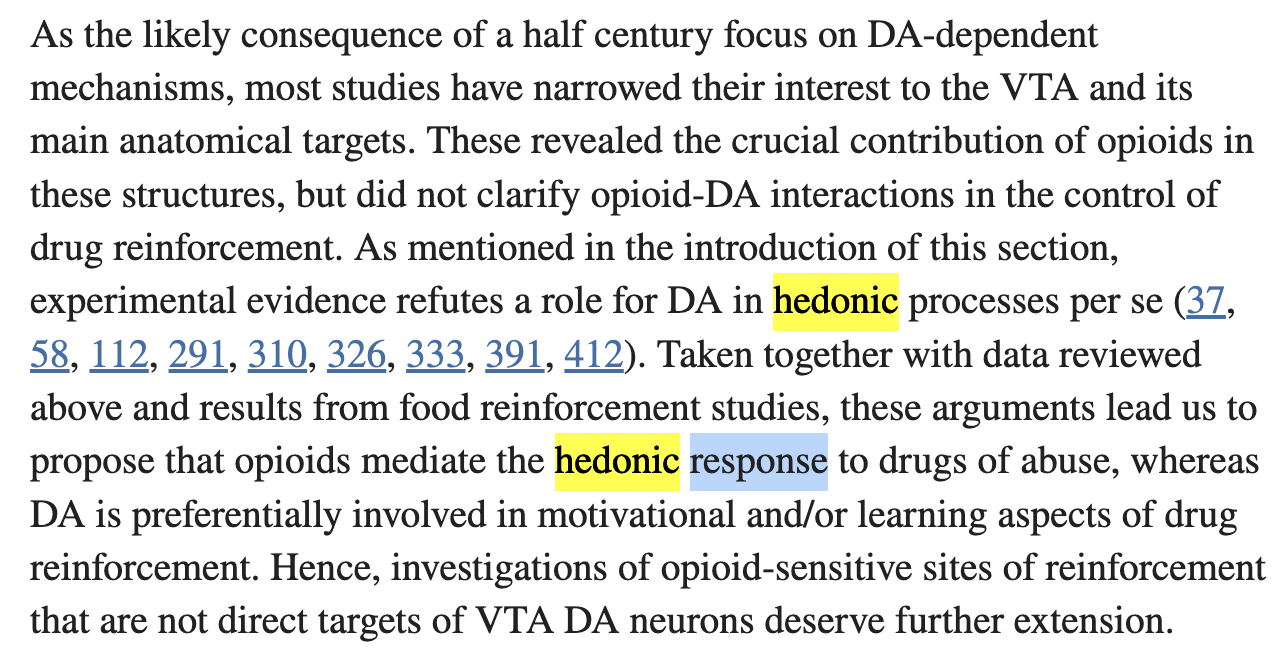 As the likely consequence of a half century focus on DA-dependent
mechanisms, most studies have narrowed their interest to the VTA and its
main anatomical targets. These revealed the crucial contribution of opioids in
these structures, but did not clarify opioid-DA interactions in the control of
drug reinforcement. As mentioned in the introduction of this section,
experimental evidence refutes a role for DA in hedonic processes per se (37,
58, 112, 291, 310, 326, 333, 391, 412). Taken together with data reviewed
above and results from food reinforcement studies, these arguments lead us to
propose that opioids mediate the hedonic response to drugs of abuse, whereas
DA is preferentially involved in motivational and/or learning aspects of drug
reinforcement. Hence, investigations of opioid-sensitive sites of reinforcement
that are not direct targets of VTA DA neurons deserve further extension.